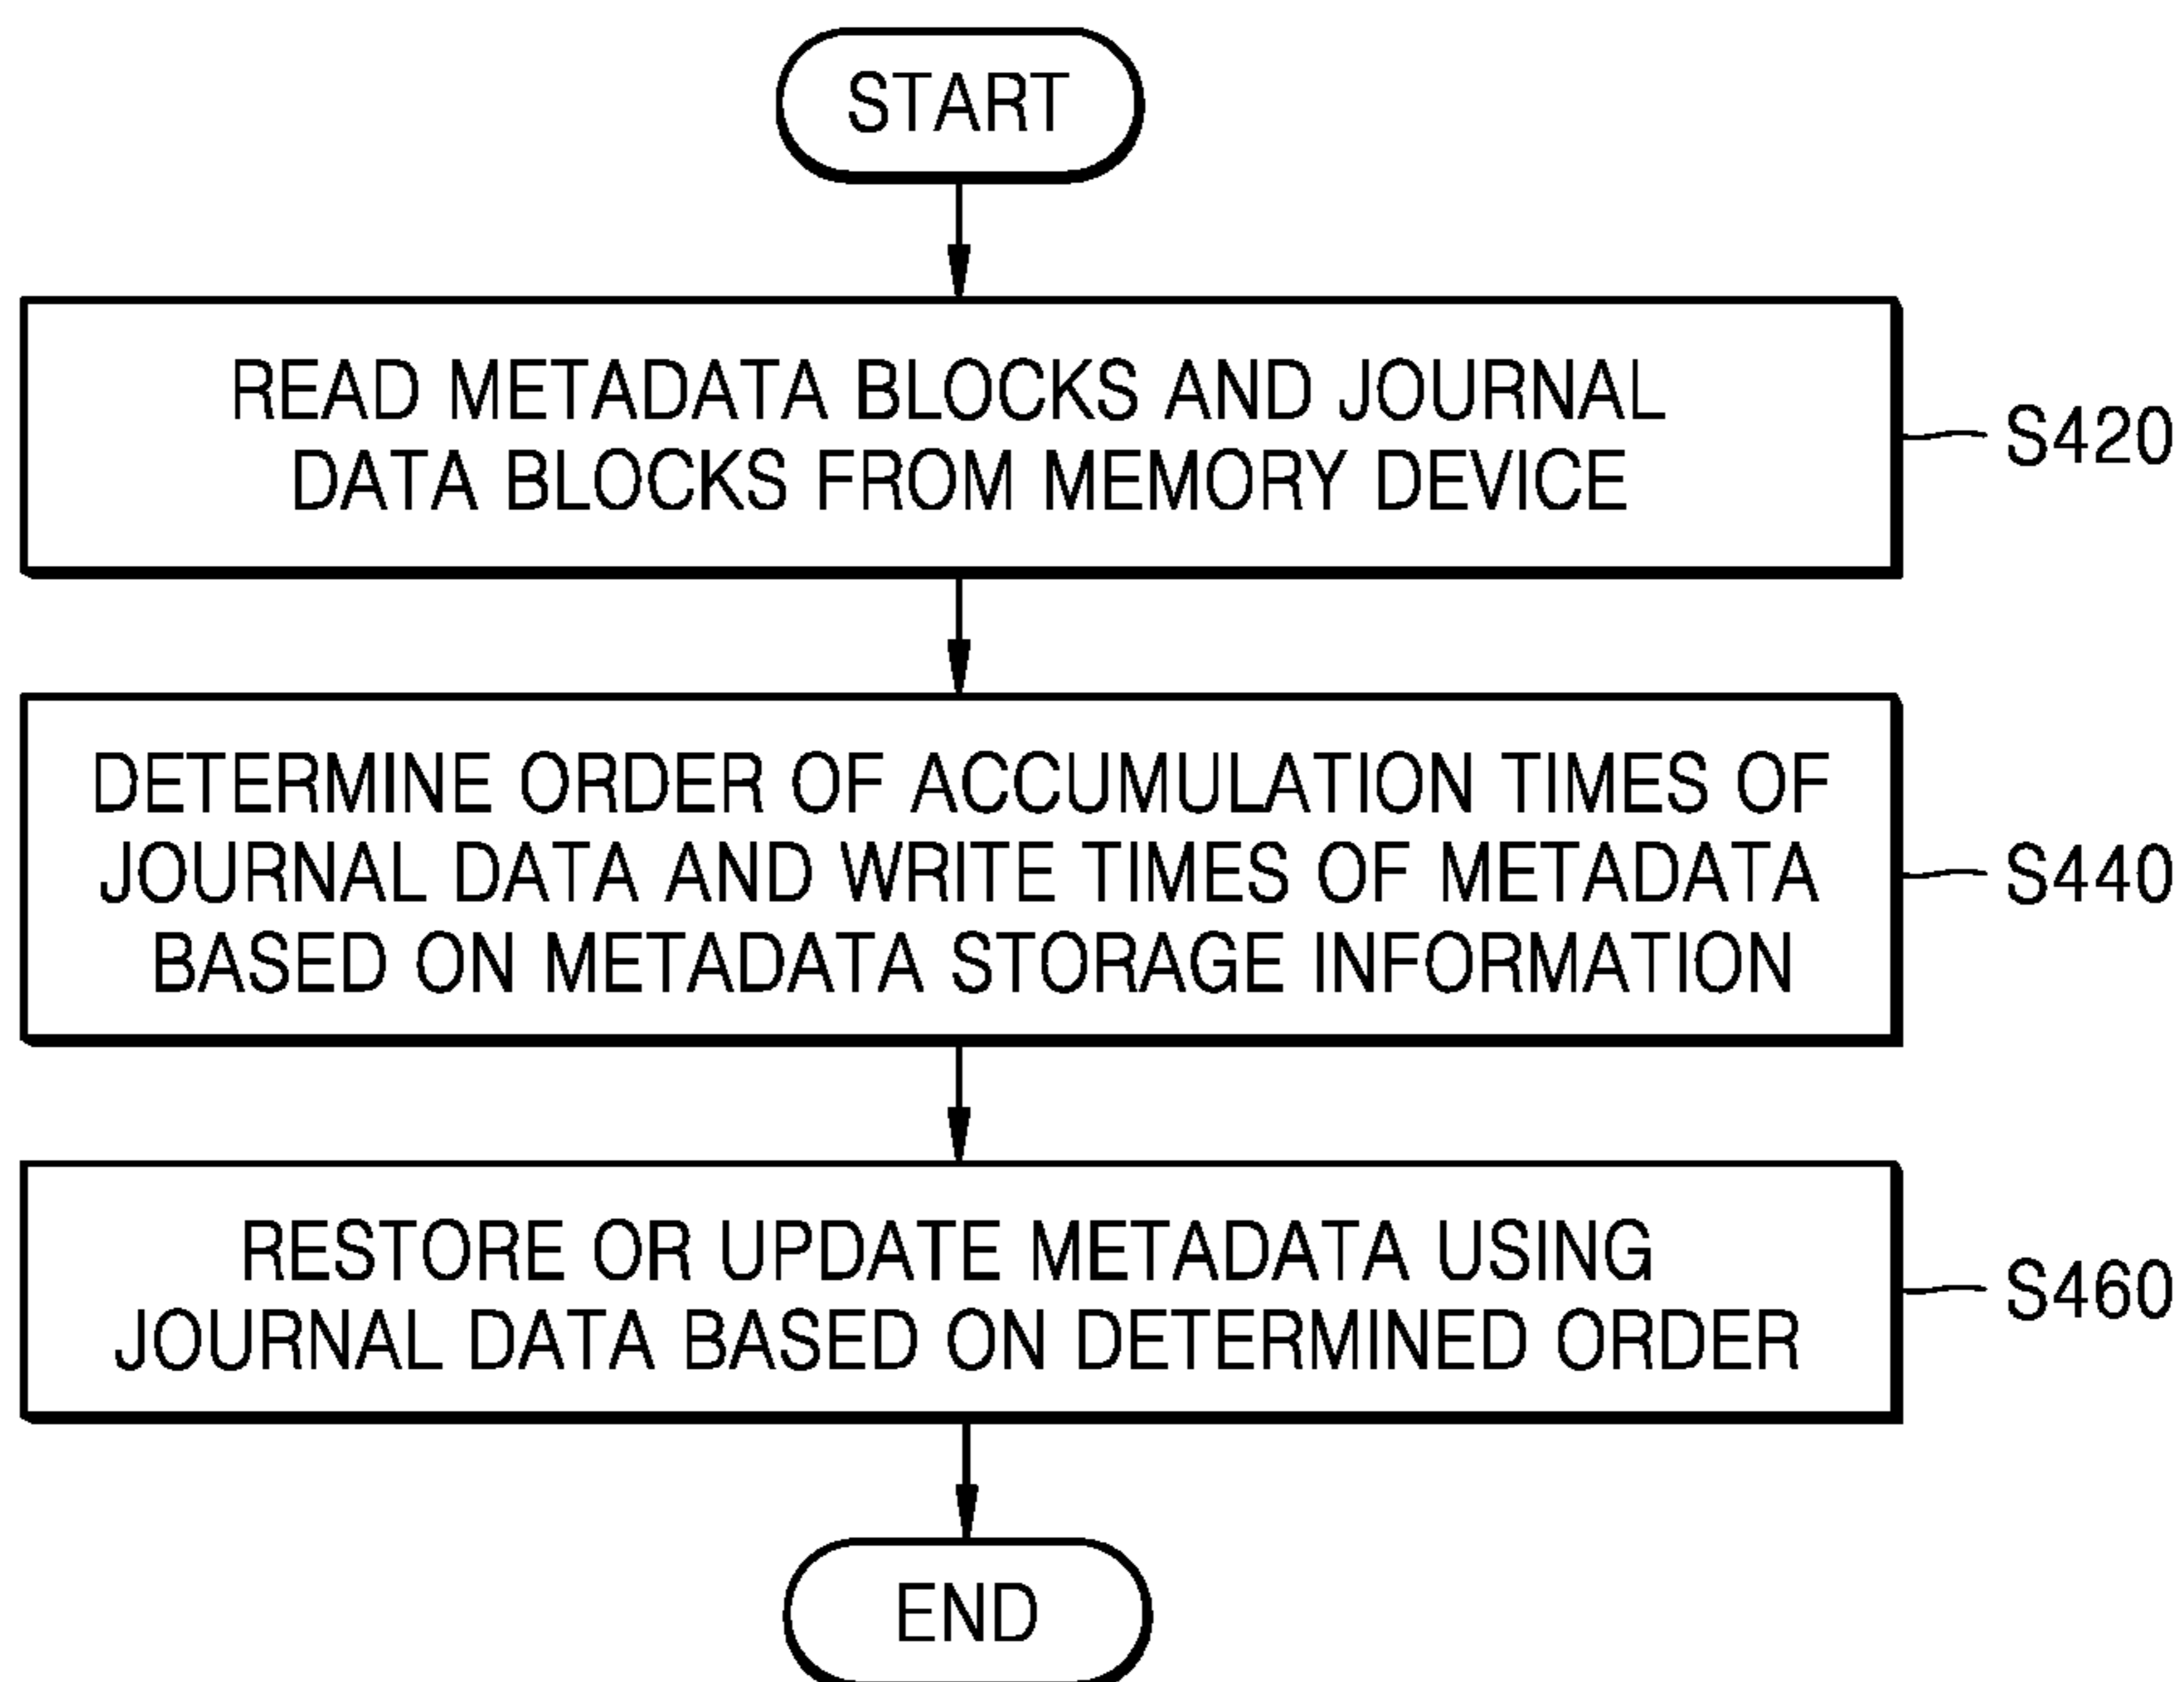 START
READ METADATA BLOCKS AND JOURNAL
DATA BLOCKS FROM MEMORY DEVICE
S420
DETERMINE ORDER OF ACCUMULATION TIMES OF
JOURNAL DATA AND WRITE TIMES OF METADATA
BASED ON METADATA STORAGE INFORMATION
S440
RESTORE OR UPDATE METADATA USING
JOURNAL DATA BASED ON DETERMINED ORDER
S460
END